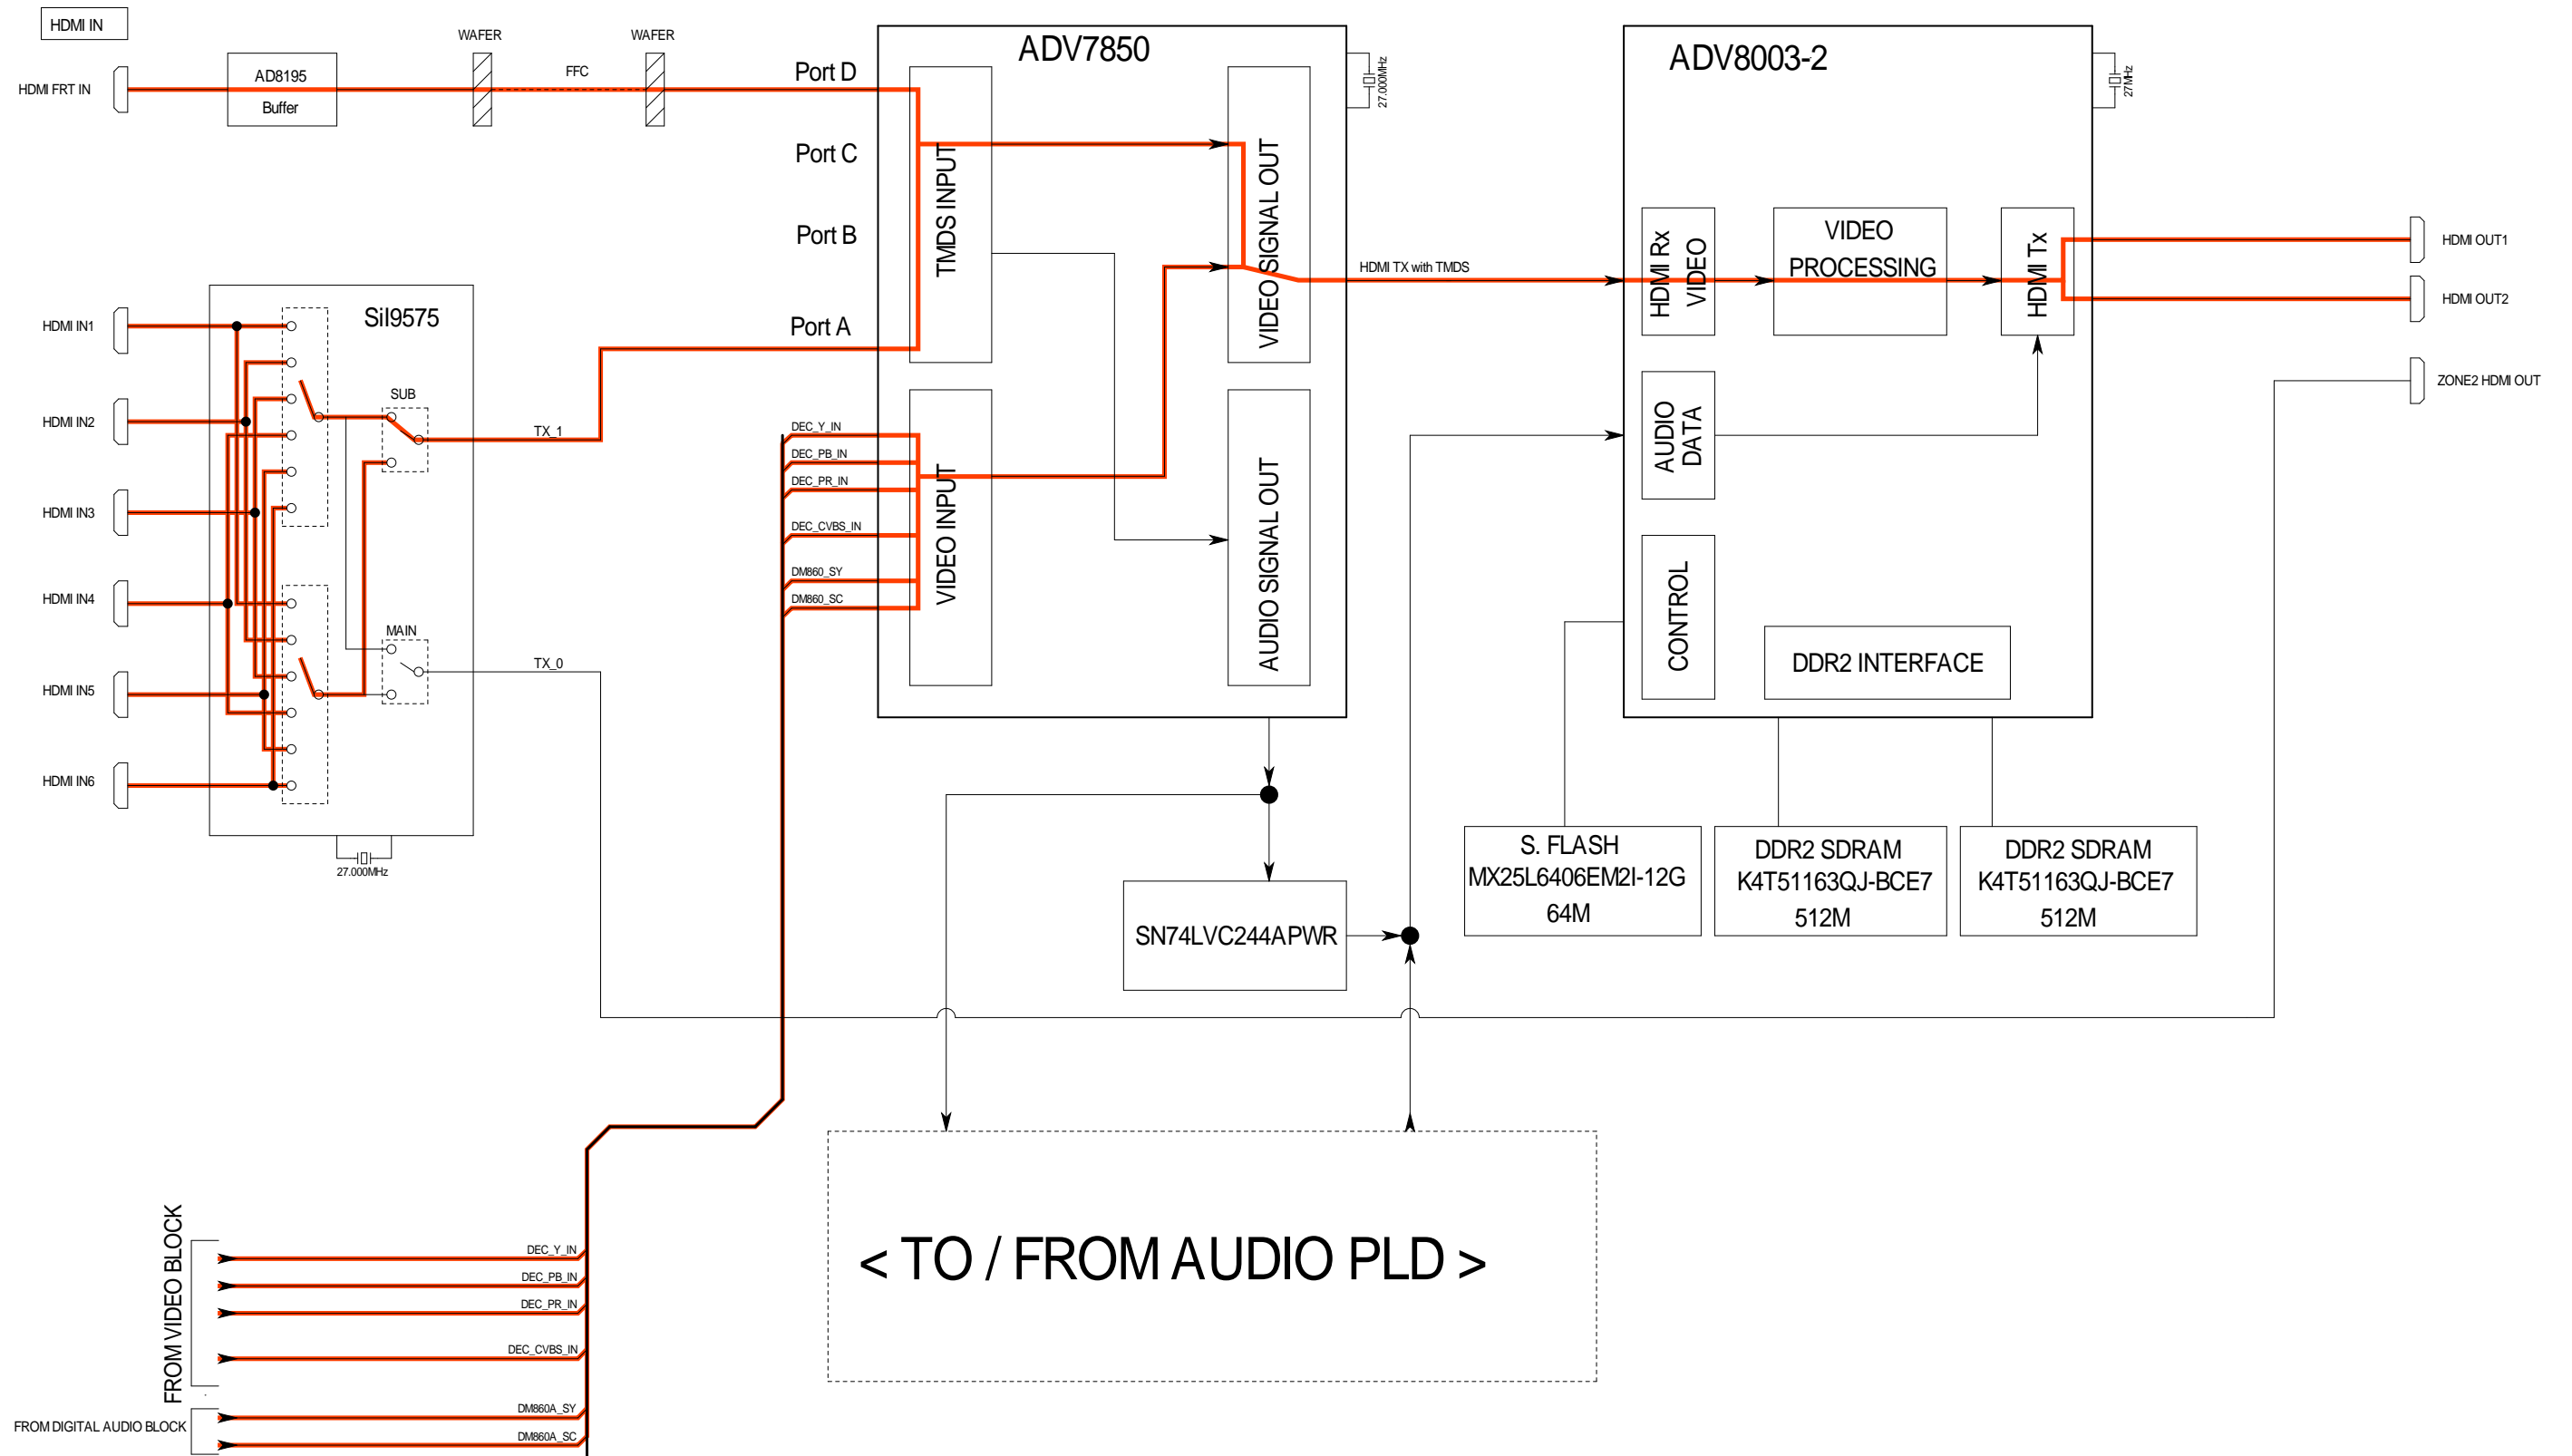 HDMI IN
HDMI FRT IN
AD8195
Buffer
WAFER
FFC
WAFER
Port D
Port C
Port B
Port A
ADV7850
TMDS INPUT
VIDEO SIGNAL OUT
VIDEO INPUT
AUDIO SIGNAL OUT
27.000MHz
HDMI TX with TMDS
ADV8003-2
27MHz
HDMI Rx
VIDEO
VIDEO
PROCESSING
HDMI Tx
AUDIO
DATA
CONTROL
DDR2 INTERFACE
HDMI OUT1
HDMI OUT2
ZONE2 HDMI OUT
HDMI IN1
HDMI IN2
HDMI IN3
HDMI IN4
HDMI IN5
HDMI IN6
SiI9575
SUB
MAIN
TX_1
TX_0
27.000MHz
DEC_Y_IN
DEC_PB_IN
DEC_PR_IN
DEC_CVBS_IN
DM860_SY
DM860_SC
SN74LVC244APWR
S. FLASH
MX25L6406EM2I-12G
64M
DDR2 SDRAM
K4T51163QJ-BCE7
512M
DDR2 SDRAM
K4T51163QJ-BCE7
512M
< TO / FROM AUDIO PLD >
FROM VIDEO BLOCK
DEC_Y_IN
DEC_PB_IN
DEC_PR_IN
DEC_CVBS_IN
FROM DIGITAL AUDIO BLOCK
DM860A_SY
DM860A_SC